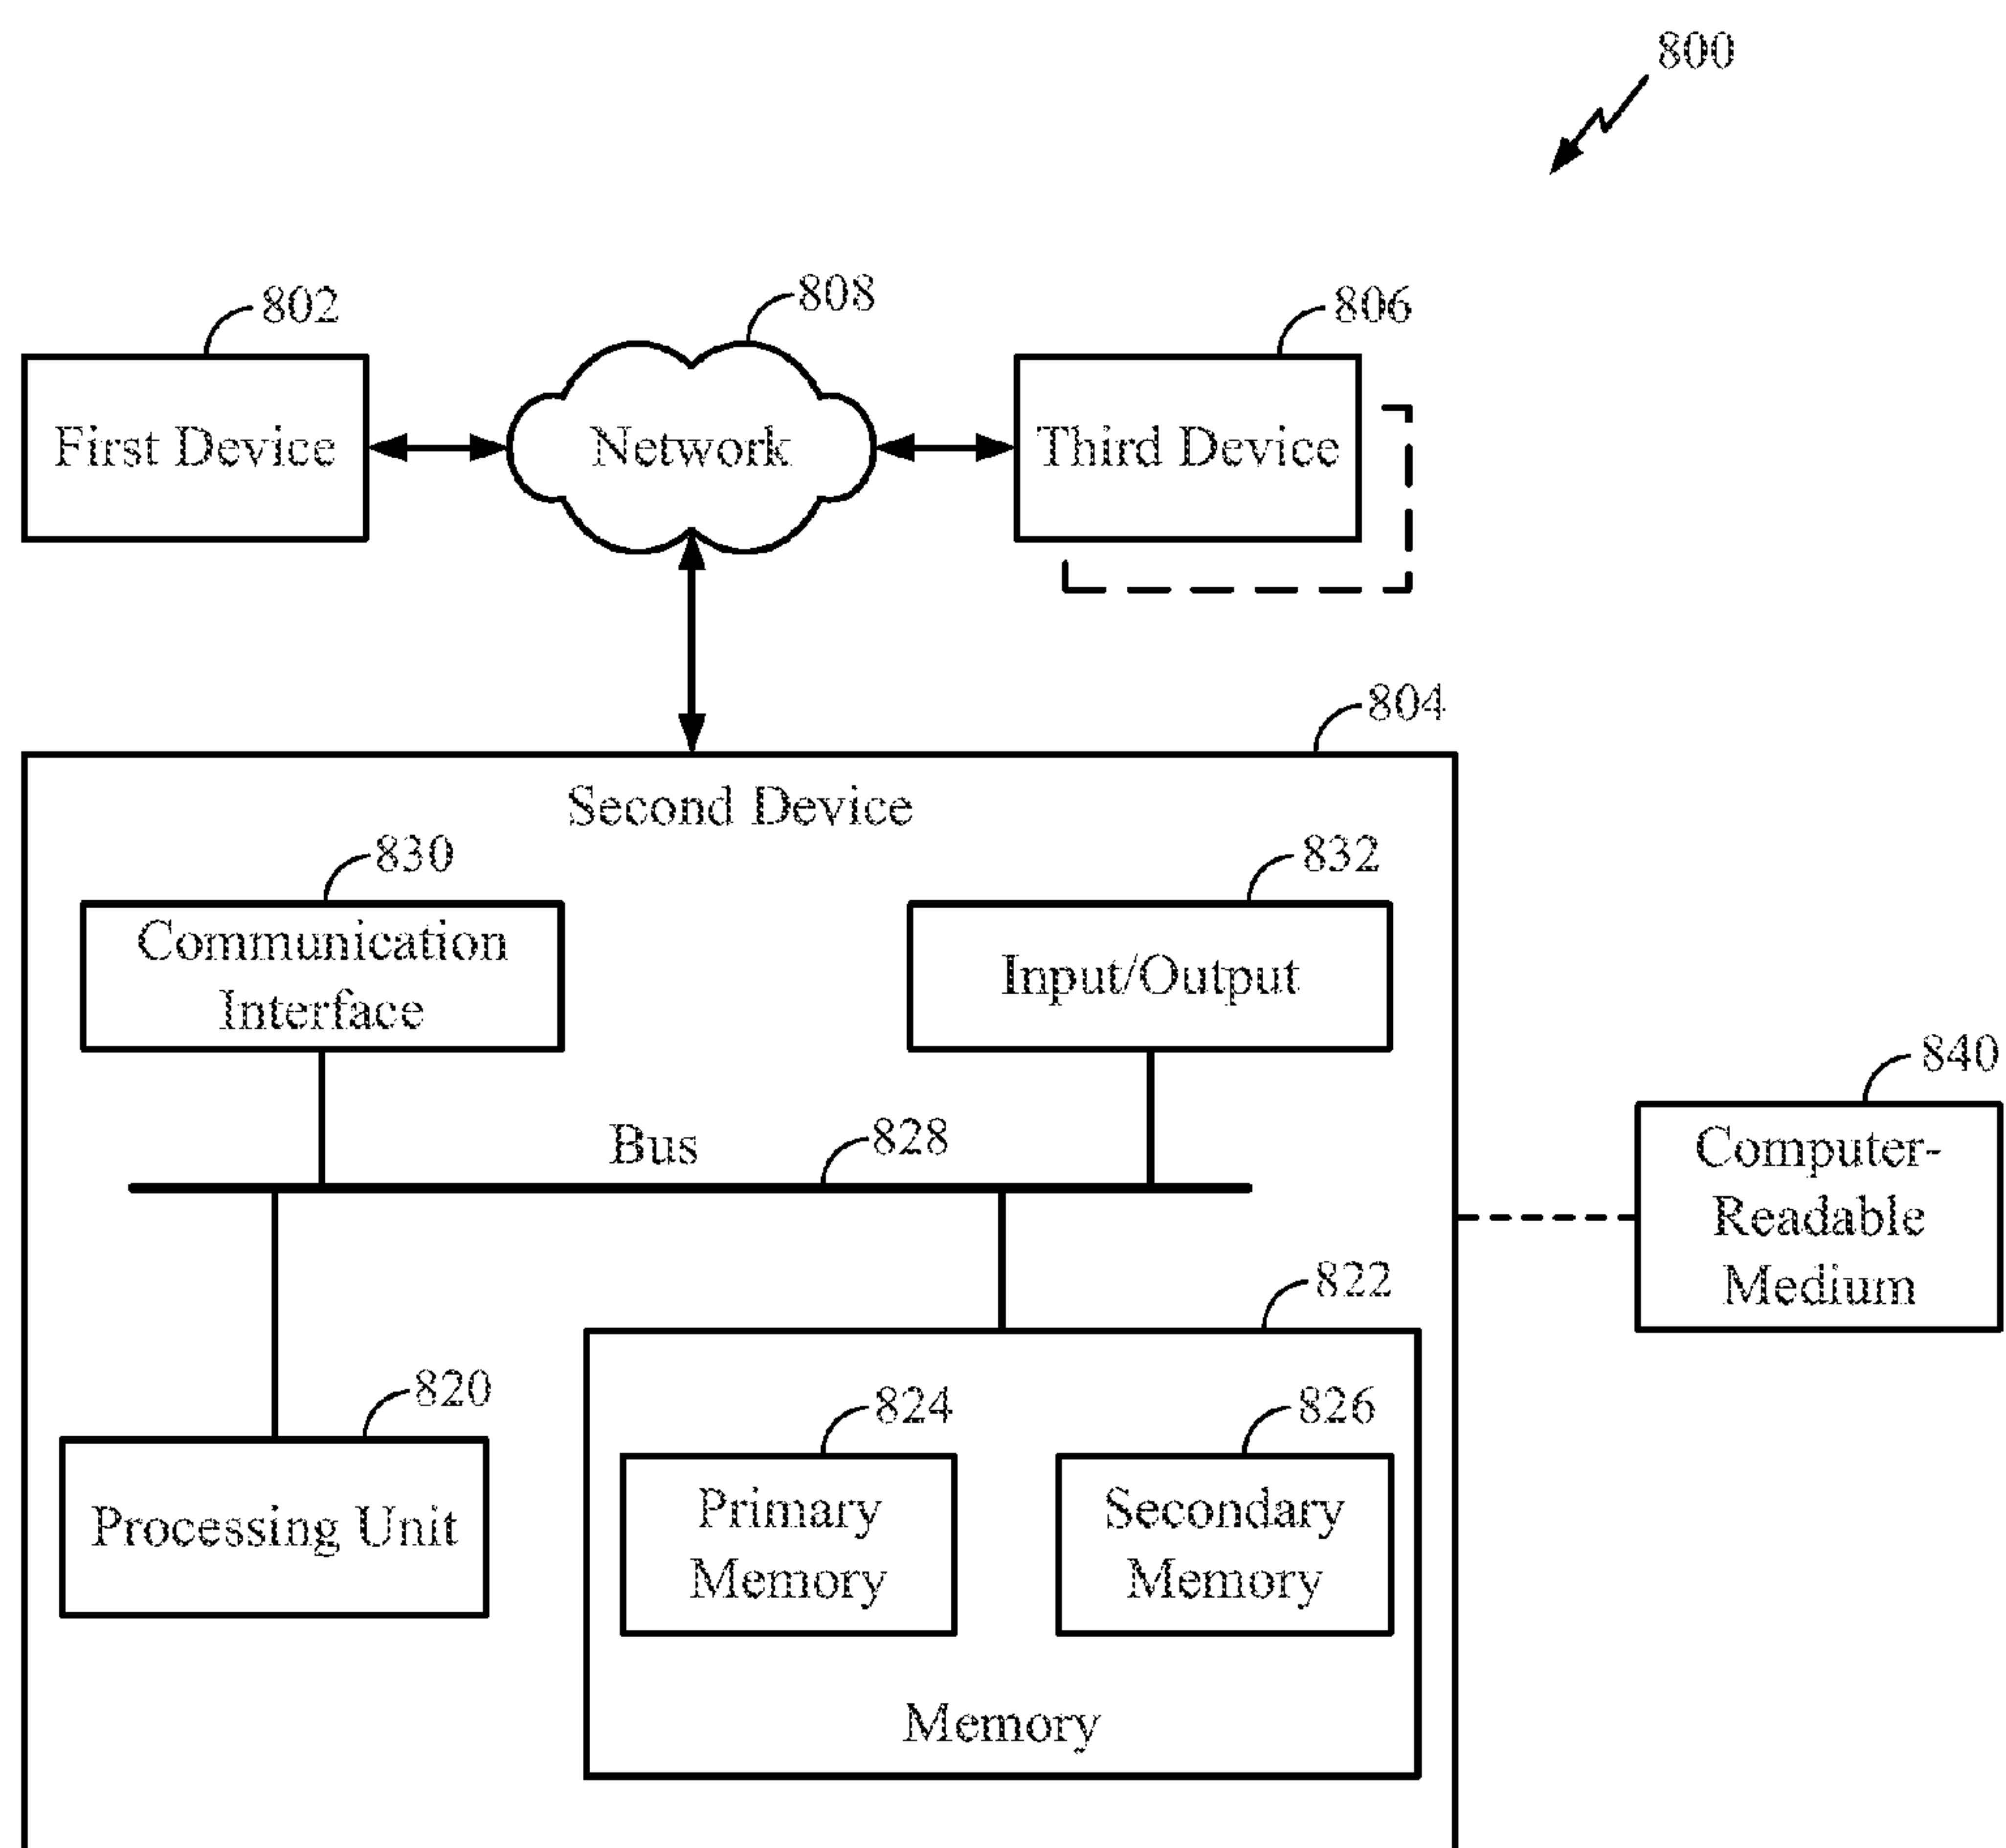 800
802
808
806
First Device
Network
Third Device
804
Second Device
830
832
Communication
Interface
Input/Output
840
Computer-
Readable
Medium
Bus
828
822
820
824
826
Processing Unit
Primary
Memory
Secondary
Memory
Memory